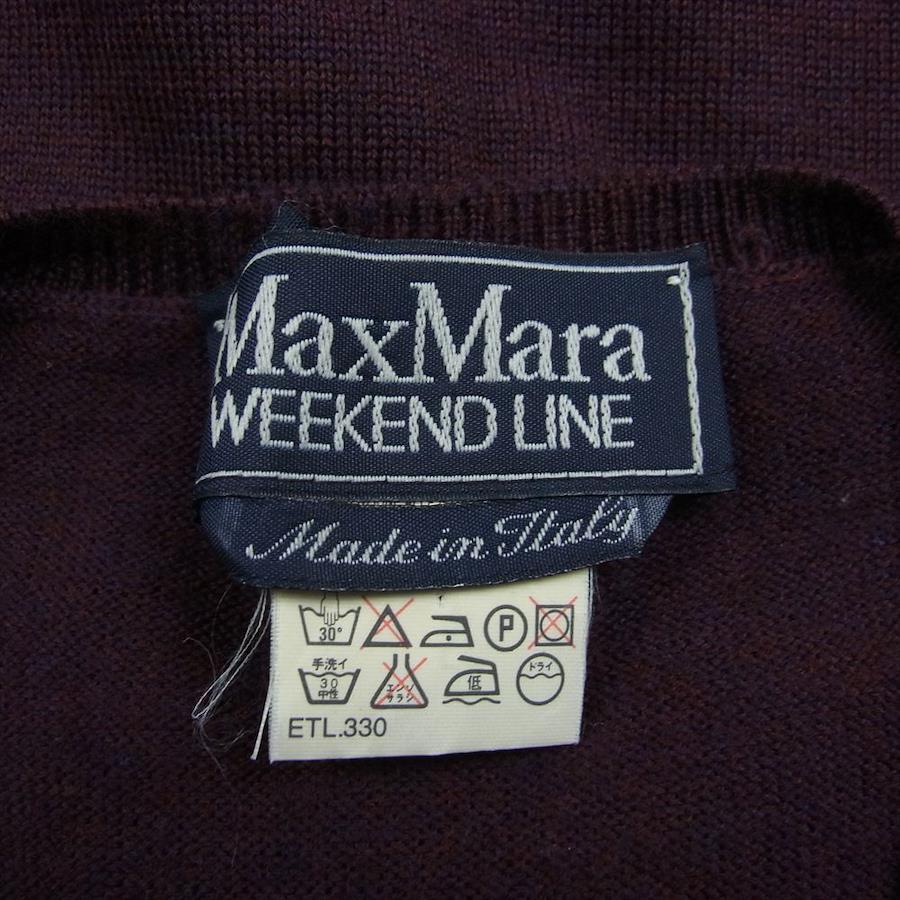 MaxMara
WEEKEND LINE
Made in Italy
30° A P
手洗イ ドライ
30 中性 エンソ サラシ 低
ETL.330